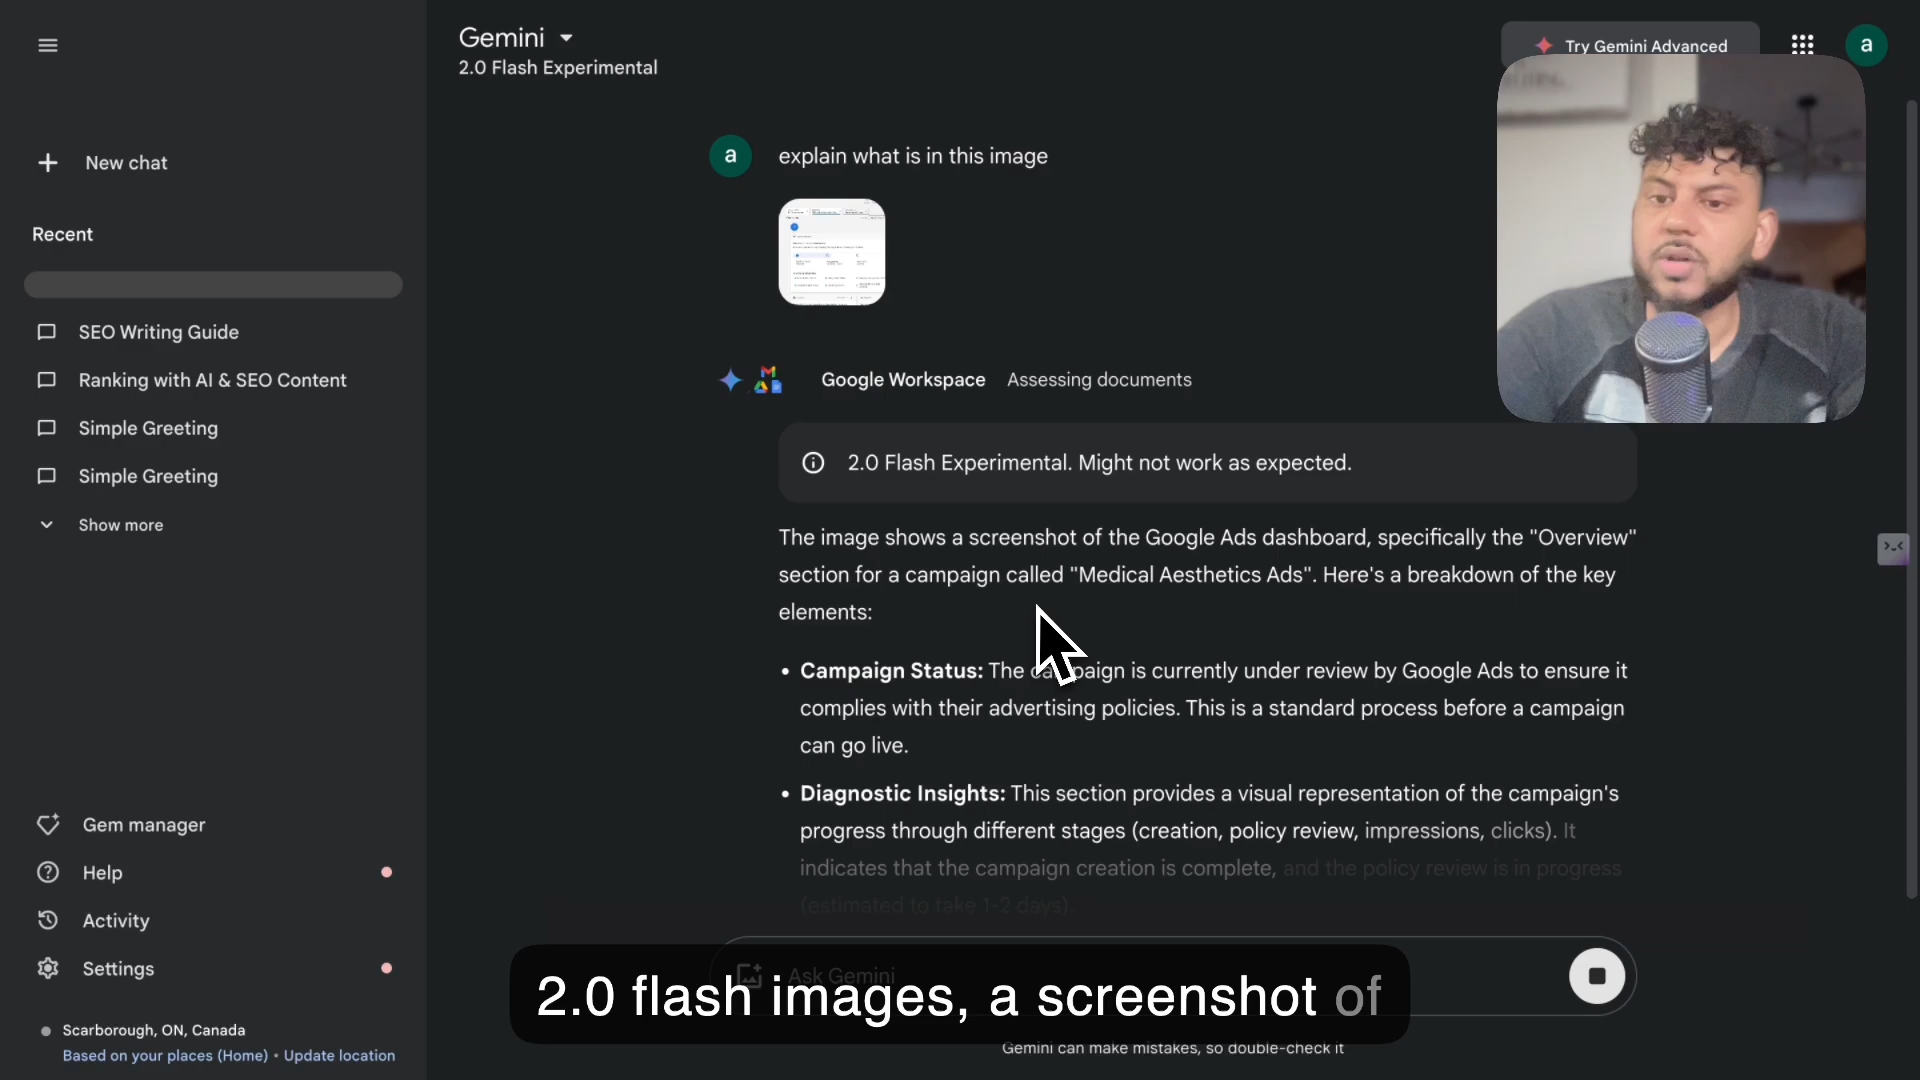 Gemini
2.0 Flash Experimental
Try Gemini Advanced
a
New chat
Recent
SEO Writing Guide
Ranking with AI & SEO Content
Simple Greeting
Simple Greeting
Show more
a
explain what is in this image
Google Workspace Assessing documents
2.0 Flash Experimental. Might not work as expected.
The image shows a screenshot of the Google Ads dashboard, specifically the "Overview"
section for a campaign called "Medical Aesthetics Ads". Here's a breakdown of the key
elements:
• Campaign Status: The campaign is currently under review by Google Ads to ensure it
complies with their advertising policies. This is a standard process before a campaign
can go live.
• Diagnostic Insights: This section provides a visual representation of the campaign's
progress through different stages (creation, policy review, impressions, clicks). It
indicates that the campaign creation is complete, and the policy review is in progress
(estimated to take 1-2 days).
Ask Gemini
2.0 flash images, a screenshot of
Gemini can make mistakes, so double-check it
Gem manager
Help
Activity
Settings
Scarborough, ON, Canada
Based on your places (Home) • Update location